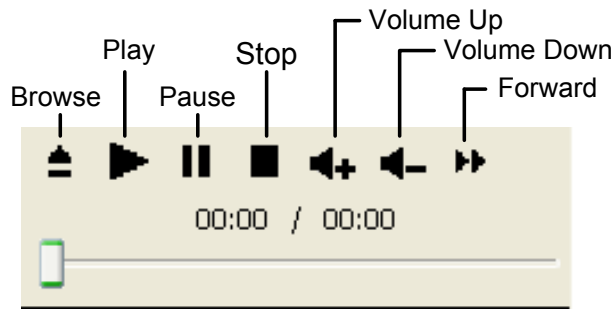 Volume Up
Play Stop Volume Down
Browse Pause Forward
00:00 / 00:00